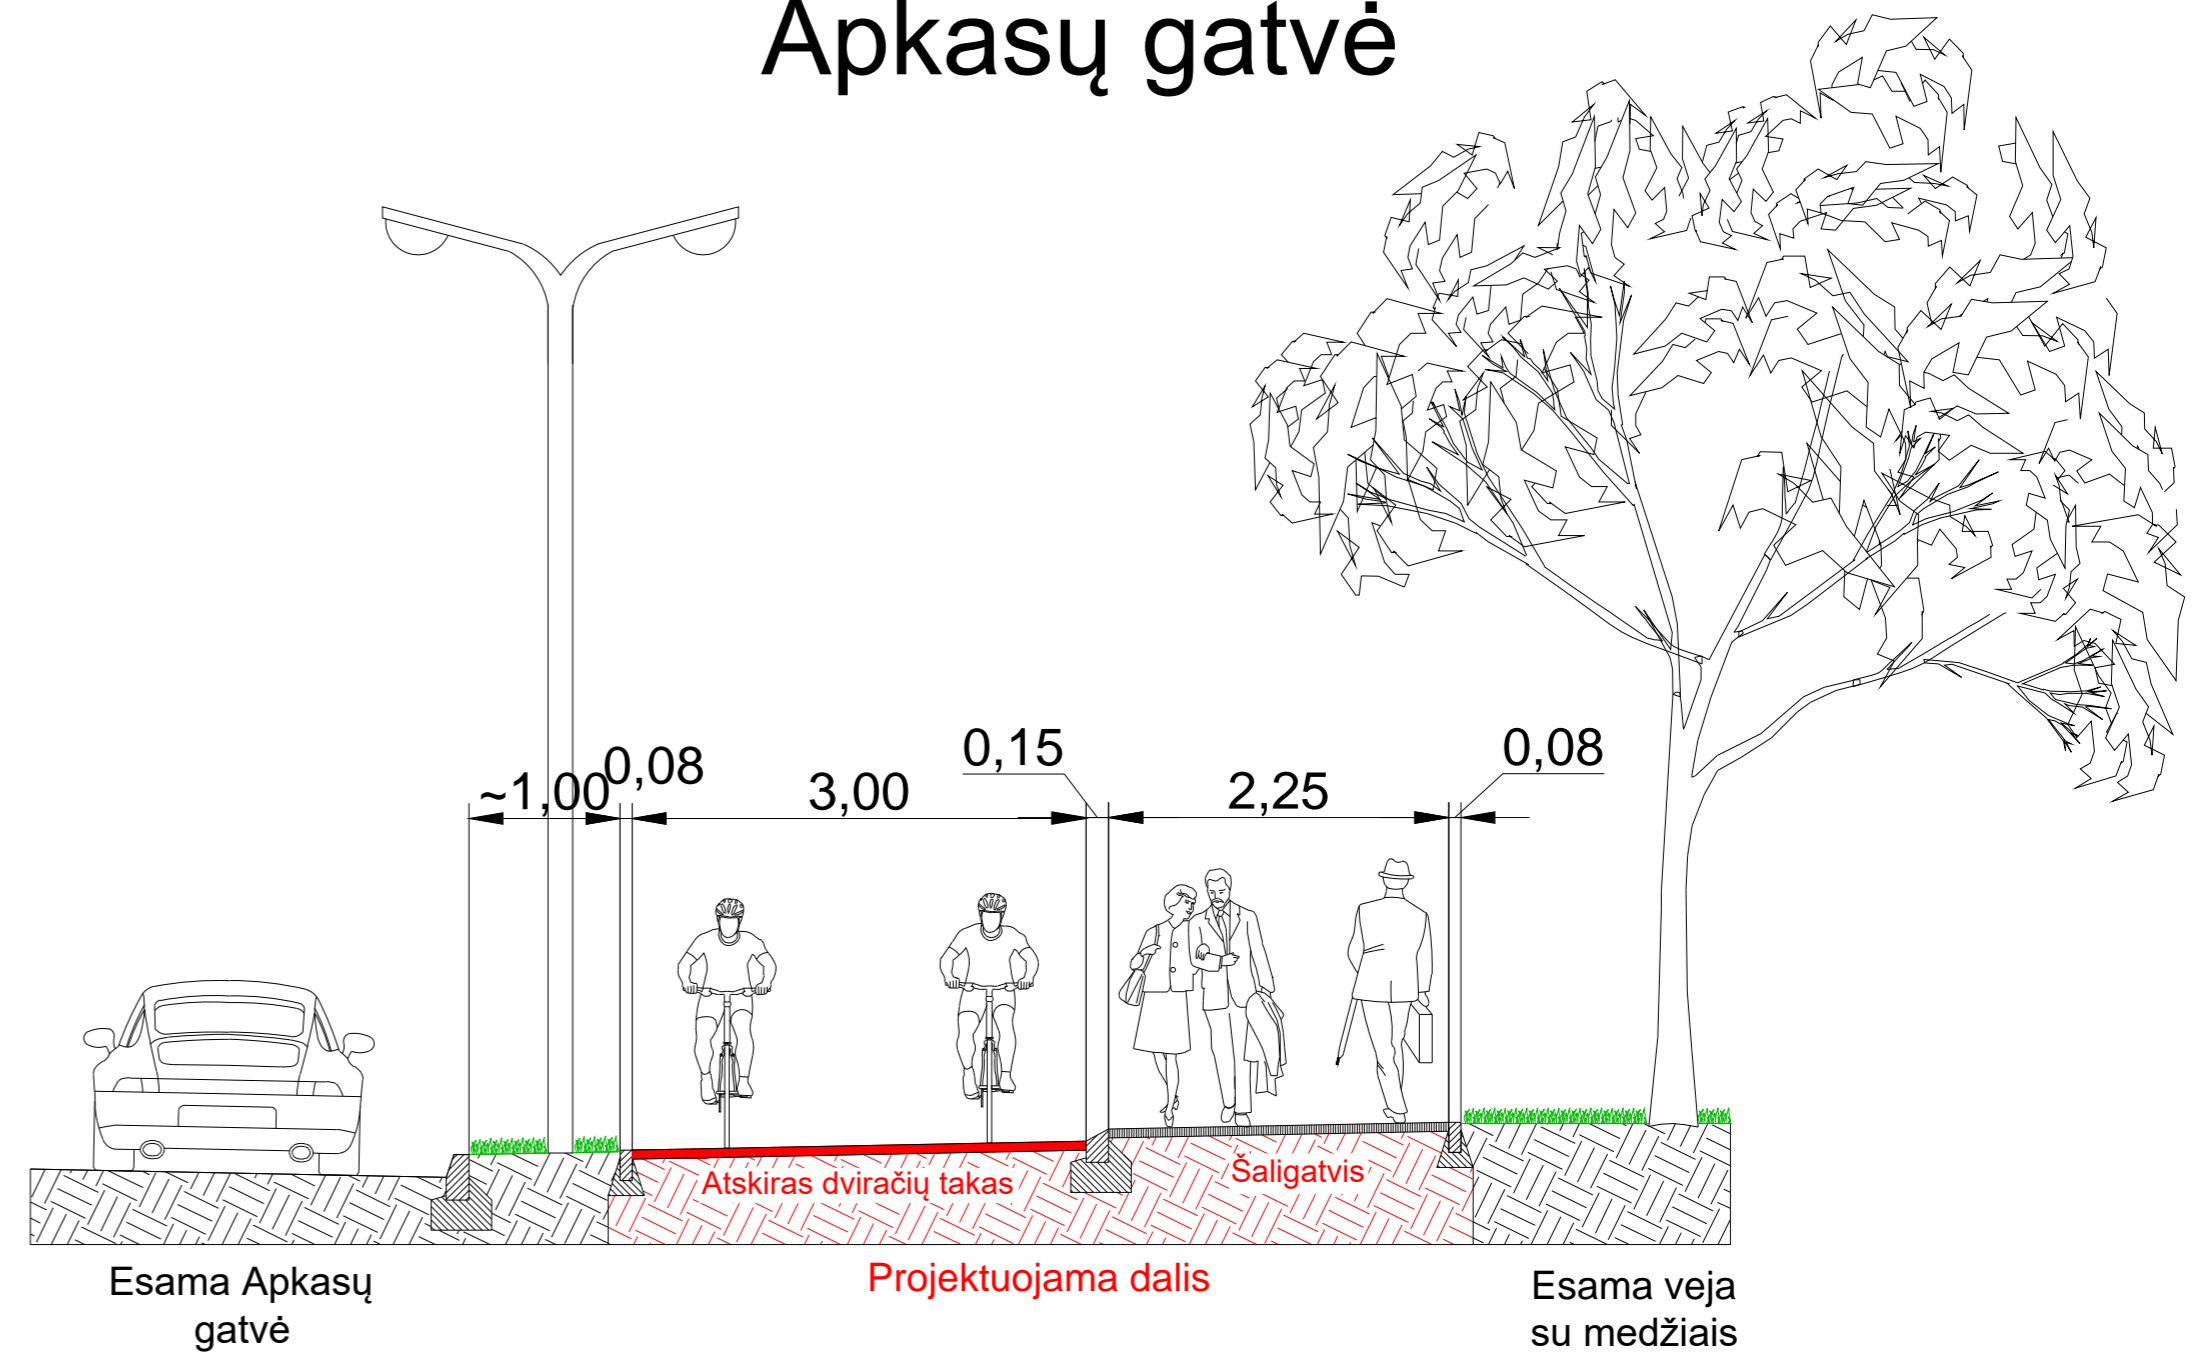 Apkasų gatvė
~1,00
0,08
3,00
0,15
2,25
0,08
Atskiras dviračių takas
Šaligatvis
Projektuojama dalis
Esama Apkasų
gatvė
Esama veja
su medžiais